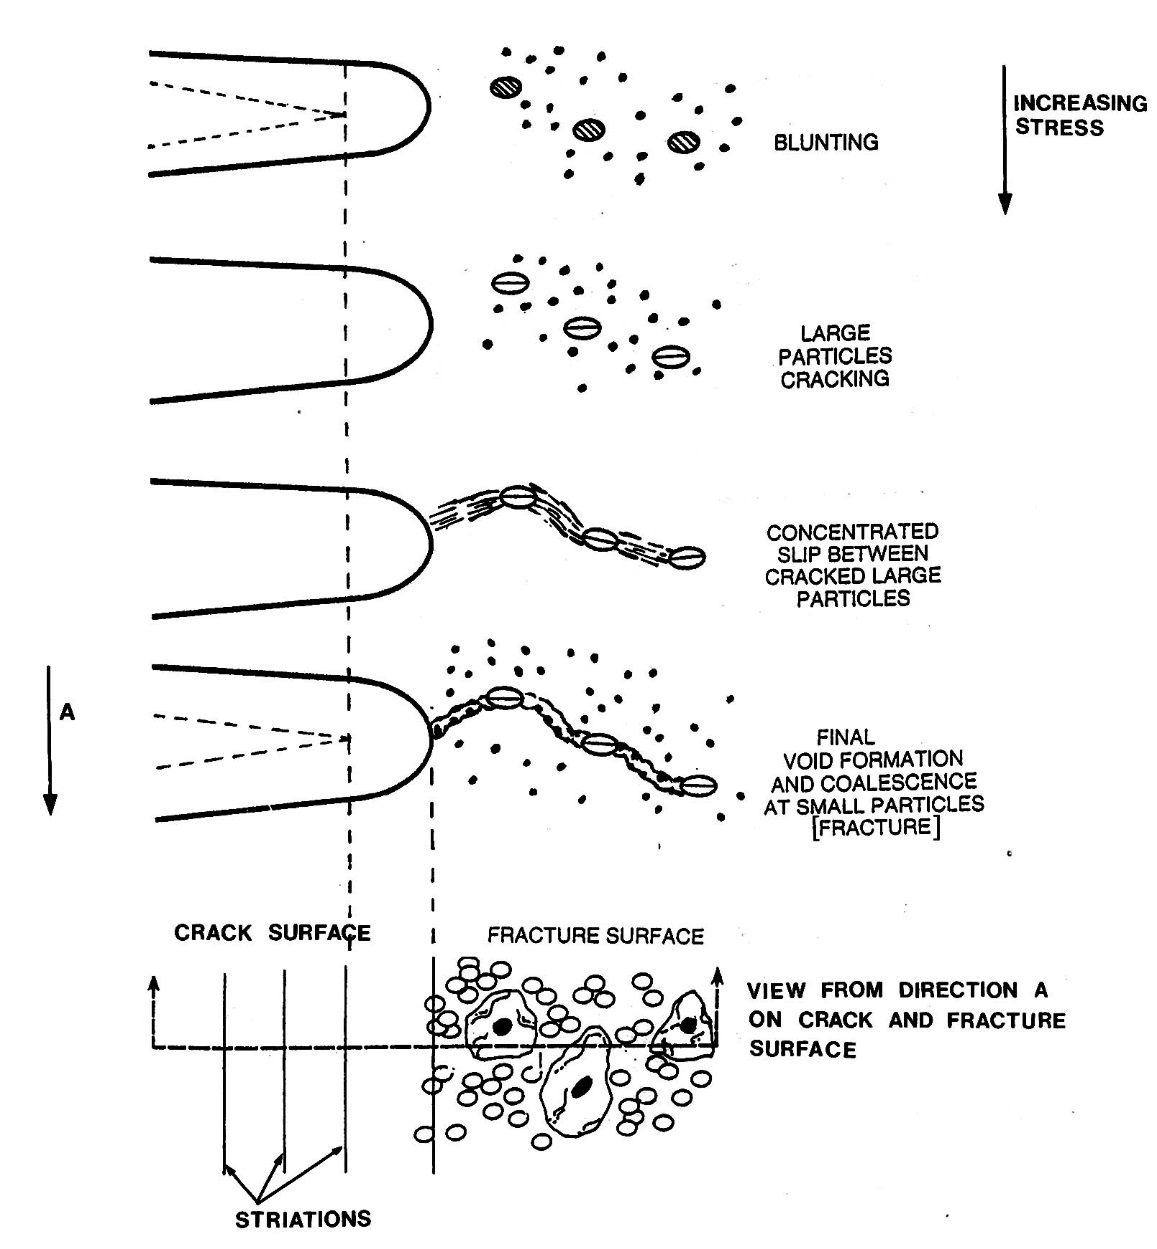 INCREASING
STRESS
BLUNTING
LARGE
PARTICLES
CRACKING
CONCENTRATED
SLIP BETWEEN
CRACKED LARGE
PARTICLES
A
FINAL
VOID FORMATION
AND COALESCENCE
AT SMALL PARTICLES
[FRACTURE]
CRACK SURFACE
FRACTURE SURFACE
VIEW FROM DIRECTION A
ON CRACK AND FRACTURE
SURFACE
STRIATIONS